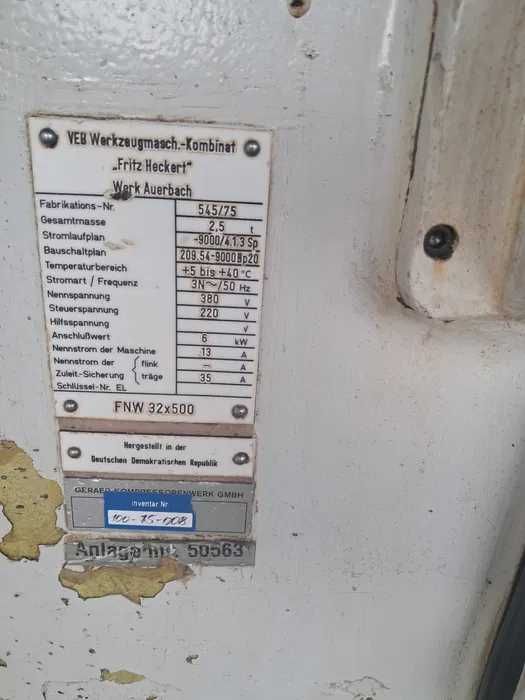 VEB Werkzeugmasch.-Kombinat
„Fritz Heckert"
Werk Auerbach
Fabrikations-Nr. 545/75
Gesamtmasse 2,5 t
Stromlaufplan -9000/4.1.3 Sp
Bauschaltplan 209.54-9000Bp20
Temperaturbereich +5 bis +40 °C
Stromart / Frequenz 3N~/50 Hz
Nennspannung 380 V
Steuerspannung 220 V
Hilfsspannung V
Anschlußwert 6 kW
Nennstrom der Maschine 13 A
Nennstrom der flink – A
Zuleit.-Sicherung träge 35 A
Schlüssel-Nr. EL
FNW 32x500
Hergestellt in der
Deutschen Demokratischen Republik
GERAER KOMPRESSORENWERK GMBH
Inventar Nr
100-75-008
Anlage nr. 50563